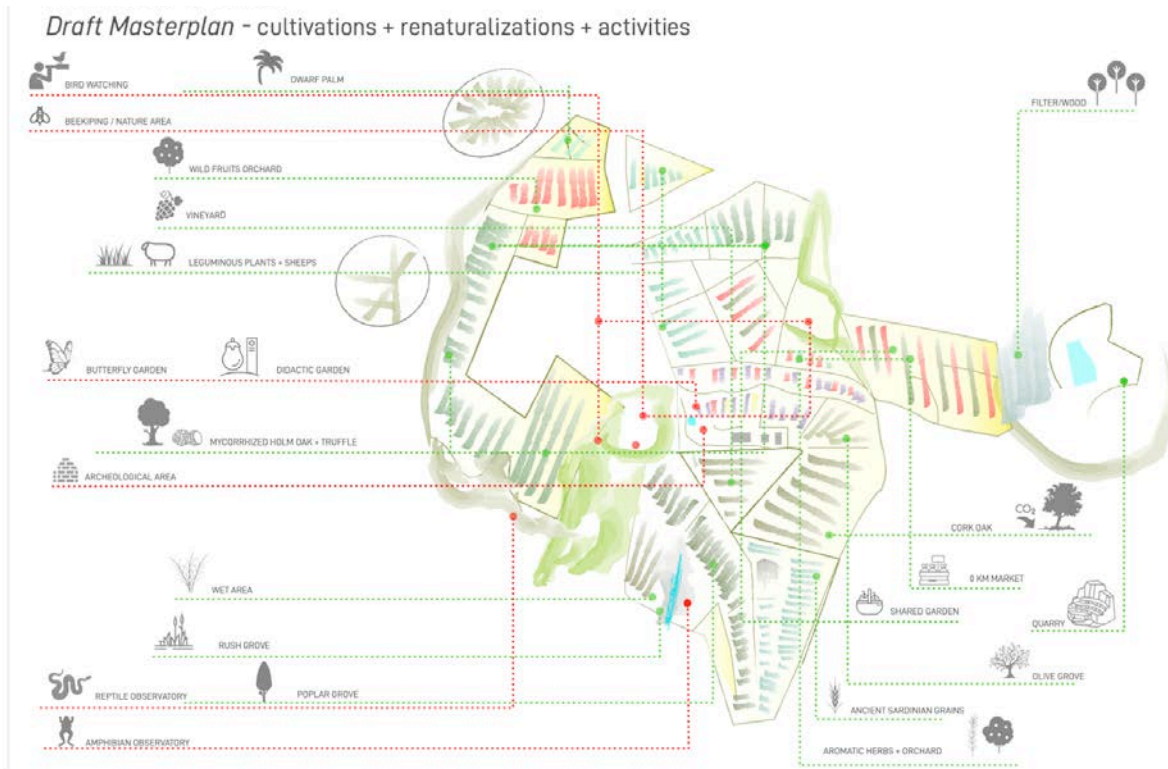 Draft Masterplan - cultivations + renaturalizations + activities
BIRD WATCHING
DWARF PALM
FILTER/WOOD
BEEKIPING / NATURE AREA
WILD FRUITS ORCHARD
VINEYARD
LEGUMINOUS PLANTS + SHEEPS
BUTTERFLY GARDEN
DIDACTIC GARDEN
MYCORRHIZED HOLM OAK + TRUFFLE
ARCHEOLOGICAL AREA
CO₂
CORK OAK
0 KM MARKET
WET AREA
SHARED GARDEN
QUARRY
RUSH GROVE
OLIVE GROVE
REPTILE OBSERVATORY
POPLAR GROVE
ANCIENT SARDINIAN GRAINS
AMPHIBIAN OBSERVATORY
AROMATIC HERBS + ORCHARD